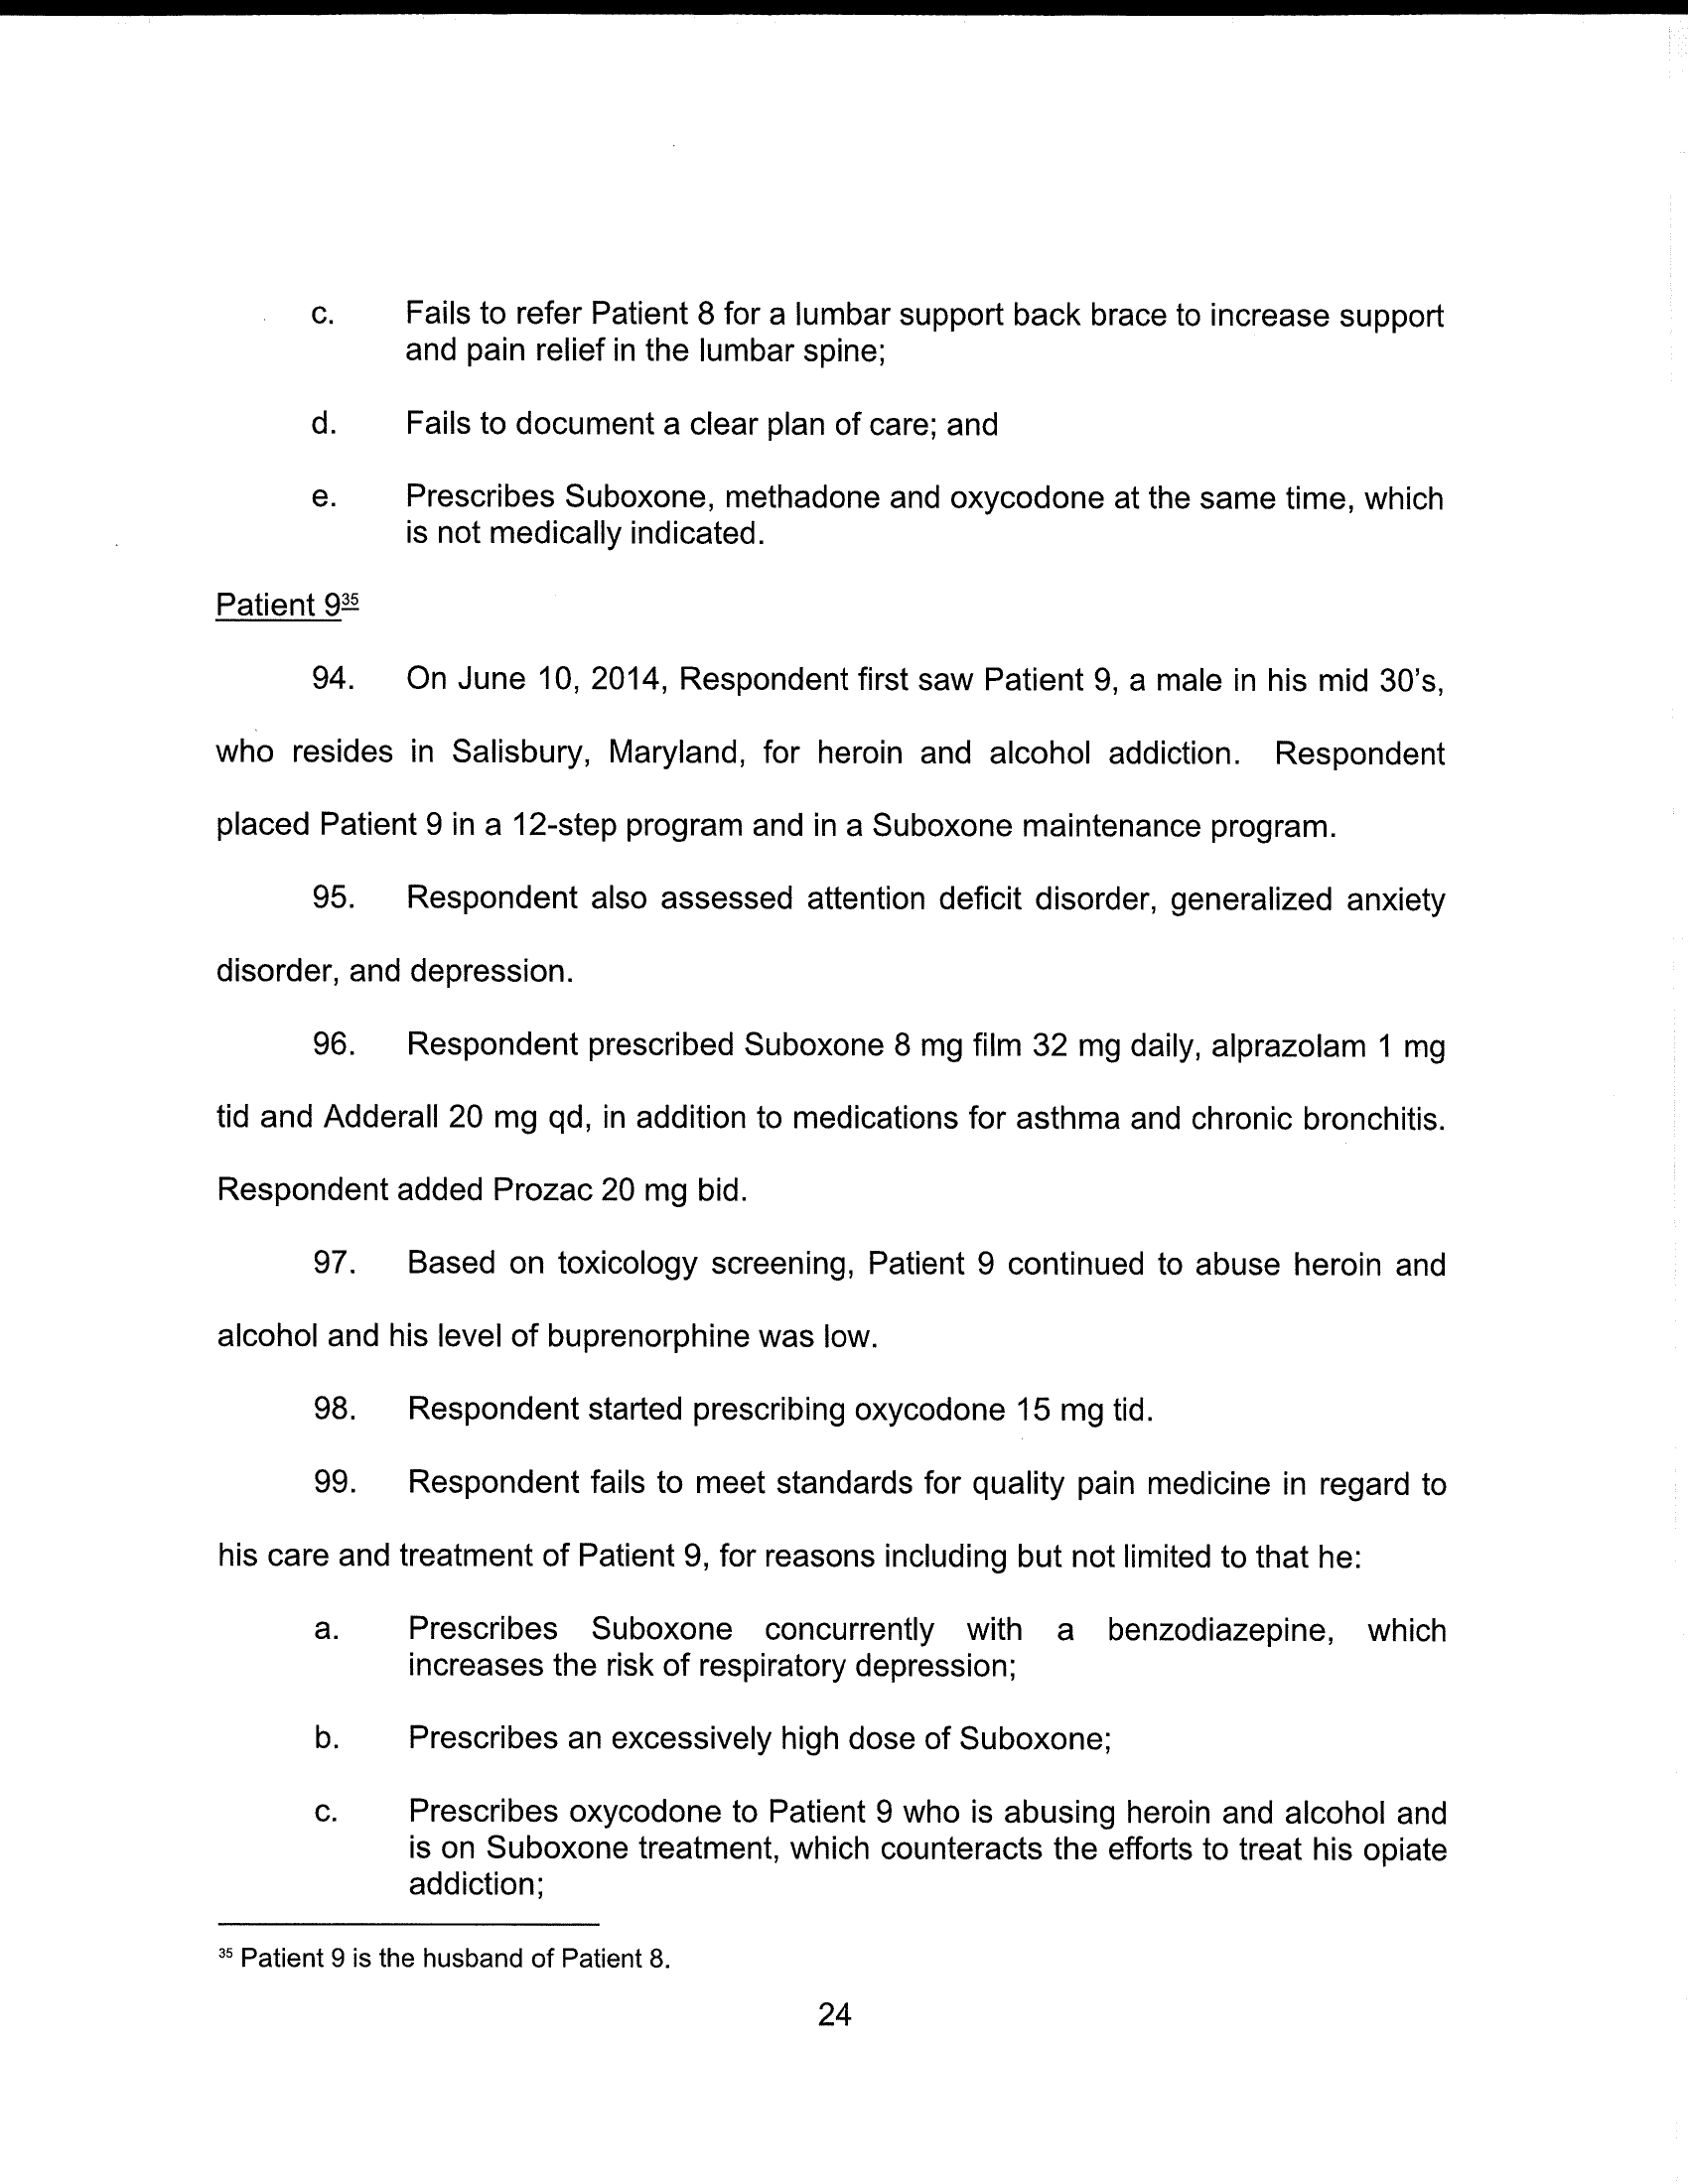 c. Fails to refer Patient 8 for a lumbar support back brace to increase support
and pain relief in the lumbar spine;
d. Fails to document a clear plan of care; and
e. Prescribes Suboxone, methadone and oxycodone at the same time, which
is not medically indicated.
Patient 9³⁵
94. On June 10, 2014, Respondent first saw Patient 9, a male in his mid 30's,
who resides in Salisbury, Maryland, for heroin and alcohol addiction. Respondent
placed Patient 9 in a 12-step program and in a Suboxone maintenance program.
95. Respondent also assessed attention deficit disorder, generalized anxiety
disorder, and depression.
96. Respondent prescribed Suboxone 8 mg film 32 mg daily, alprazolam 1 mg
tid and Adderall 20 mg qd, in addition to medications for asthma and chronic bronchitis.
Respondent added Prozac 20 mg bid.
97. Based on toxicology screening, Patient 9 continued to abuse heroin and
alcohol and his level of buprenorphine was low.
98. Respondent started prescribing oxycodone 15 mg tid.
99. Respondent fails to meet standards for quality pain medicine in regard to
his care and treatment of Patient 9, for reasons including but not limited to that he:
a. Prescribes Suboxone concurrently with a benzodiazepine, which
increases the risk of respiratory depression;
b. Prescribes an excessively high dose of Suboxone;
c. Prescribes oxycodone to Patient 9 who is abusing heroin and alcohol and
is on Suboxone treatment, which counteracts the efforts to treat his opiate
addiction;
³⁵ Patient 9 is the husband of Patient 8.
24